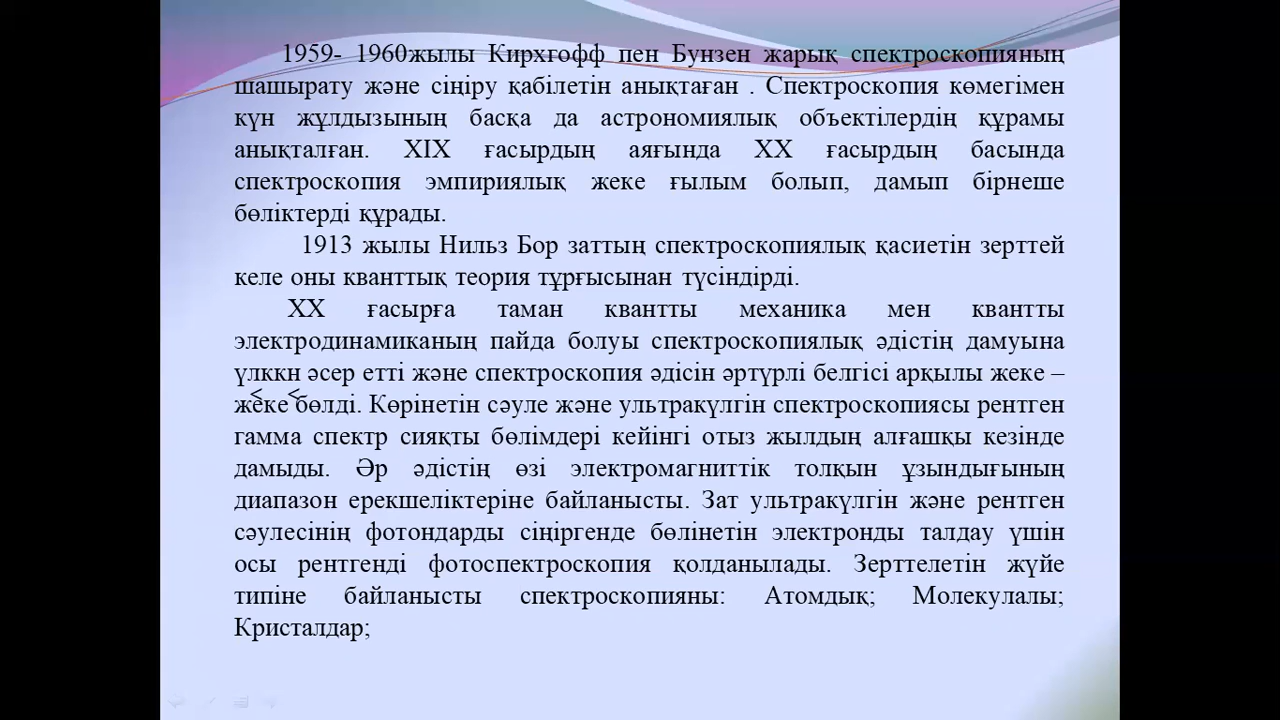 1959- 1960жылы Кирхгофф пен Бунзен жарық спектроскопияның
шашырату және сіңіру қабілетін анықтаған . Спектроскопия көмегімен
күн жұлдызының басқа да астрономиялық объектілердің құрамы
анықталған. XIX ғасырдың аяғында XX ғасырдың басында
спектроскопия эмпириялық жеке ғылым болып, дамып бірнеше
бөліктерді құрады.
1913 жылы Нильз Бор заттың спектроскопиялық қасиетін зерттей
келе оны кванттық теория тұрғысынан түсіндірді.
XX ғасырға таман квантты механика мен квантты
электродинамиканың пайда болуы спектроскопиялық әдістің дамуына
үлккн әсер етті және спектроскопия әдісін әртүрлі белгісі арқылы жеке –
жеке бөлді. Көрінетін сәуле және ультракүлгін спектроскопиясы рентген
гамма спектр сияқты бөлімдері кейінгі отыз жылдың алғашқы кезінде
дамыды. Әр әдістің өзі электромагниттік толқын ұзындығының
диапазон ерекшеліктеріне байланысты. Зат ультракүлгін және рентген
сәулесінің фотондарды сіңіргенде бөлінетін электронды талдау үшін
осы рентгенді фотоспектроскопия қолданылады. Зерттелетін жүйе
типіне байланысты спектроскопияны: Атомдық; Молекулалы;
Кристалдар;